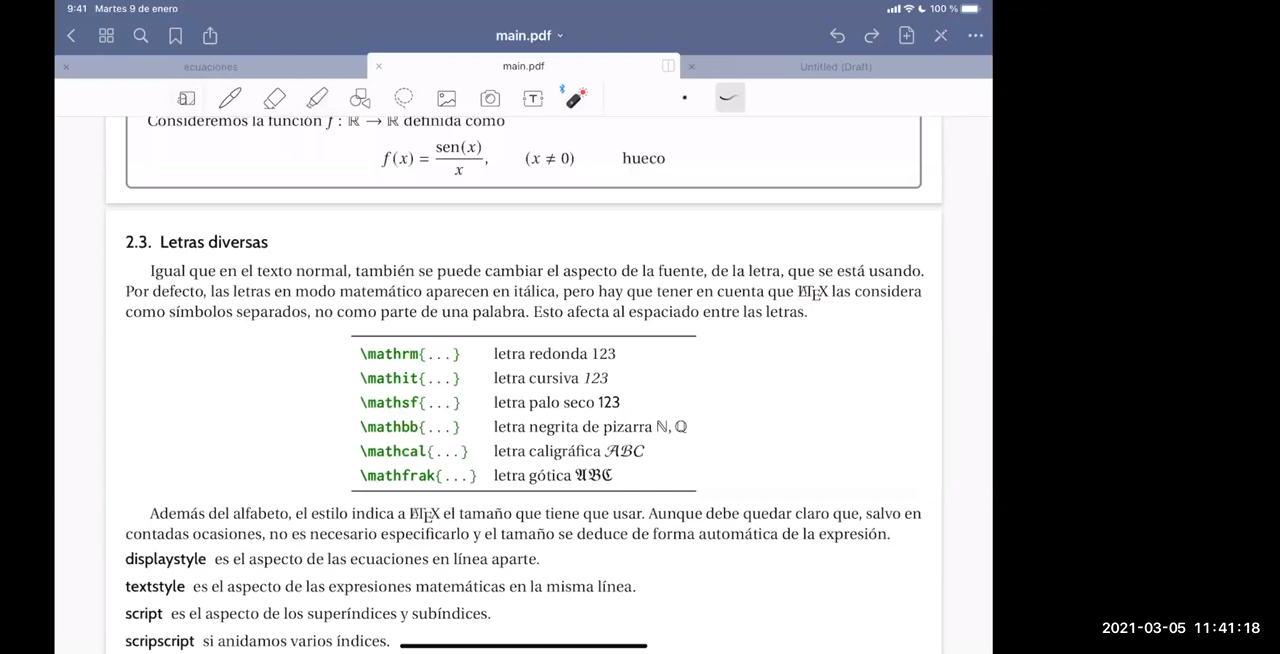 9:41 Martes 9 de enero
100 %
main.pdf
ecuaciones
main.pdf
Untitled (Draft)
Consideremos la función f : ℝ → ℝ definida como
f(x) = sen(x)/x, (x ≠ 0) hueco
2.3. Letras diversas
Igual que en el texto normal, también se puede cambiar el aspecto de la fuente, de la letra, que se está usando.
Por defecto, las letras en modo matemático aparecen en itálica, pero hay que tener en cuenta que LATEX las considera
como símbolos separados, no como parte de una palabra. Esto afecta al espaciado entre las letras.
\mathrm{...} letra redonda 123
\mathit{...} letra cursiva 123
\mathsf{...} letra palo seco 123
\mathbb{...} letra negrita de pizarra ℕ, ℚ
\mathcal{...} letra caligráfica 𝒜ℬ𝒞
\mathfrak{...} letra gótica 𝔄𝔅ℭ
Además del alfabeto, el estilo indica a LATEX el tamaño que tiene que usar. Aunque debe quedar claro que, salvo en
contadas ocasiones, no es necesario especificarlo y el tamaño se deduce de forma automática de la expresión.
displaystyle es el aspecto de las ecuaciones en línea aparte.
textstyle es el aspecto de las expresiones matemáticas en la misma línea.
script es el aspecto de los superíndices y subíndices.
scripscript si anidamos varios índices.
2021-03-05 11:41:18